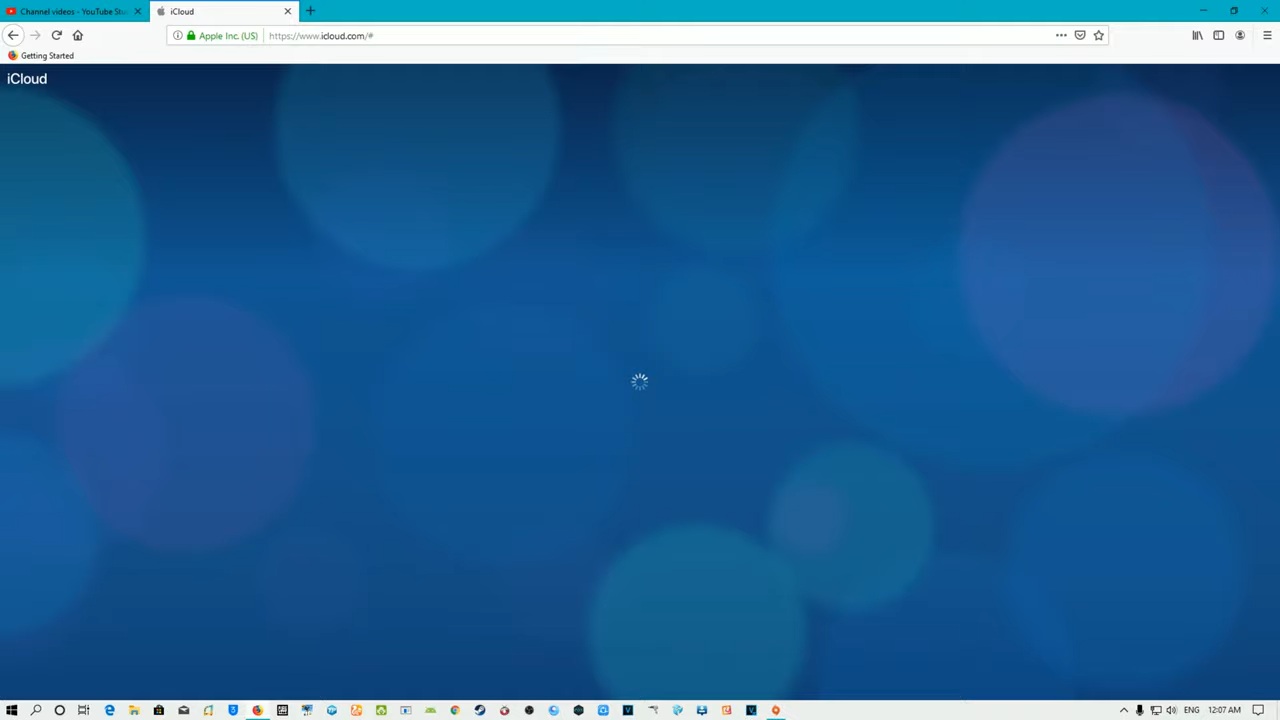 Channel videos - YouTube Stu
iCloud
Apple Inc. (US)
https://www.icloud.com/#
Getting Started
iCloud
ENG
12:07 AM